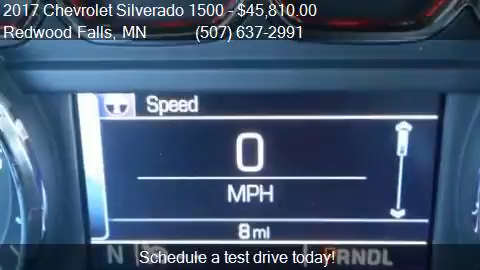 2017 Chevrolet Silverado 1500 - $45,810.00
Redwood Falls, MN (507) 637-2991
Speed
0
MPH
8 mi
N
PRNDL
Schedule a test drive today!